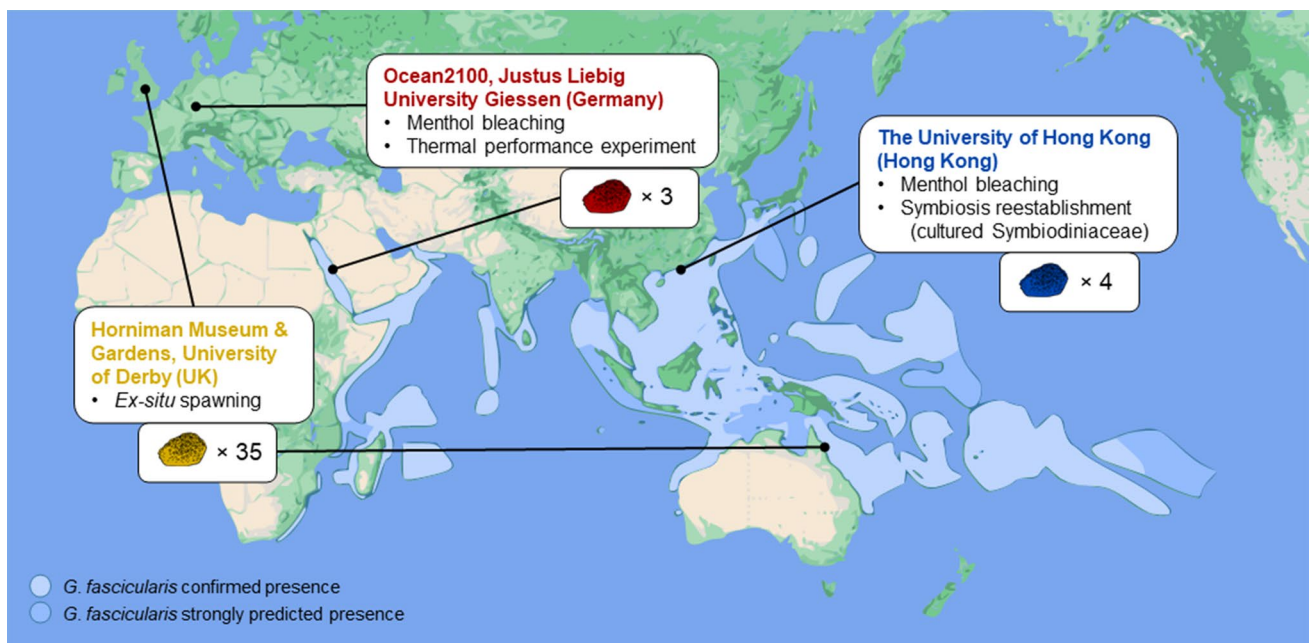 Ocean2100, Justus Liebig
University Giessen (Germany)
• Menthol bleaching
• Thermal performance experiment
× 3
The University of Hong Kong
(Hong Kong)
• Menthol bleaching
• Symbiosis reestablishment
(cultured Symbiodiniaceae)
× 4
Horniman Museum &
Gardens, University
of Derby (UK)
• Ex-situ spawning
× 35
G. fascicularis confirmed presence
G. fascicularis strongly predicted presence